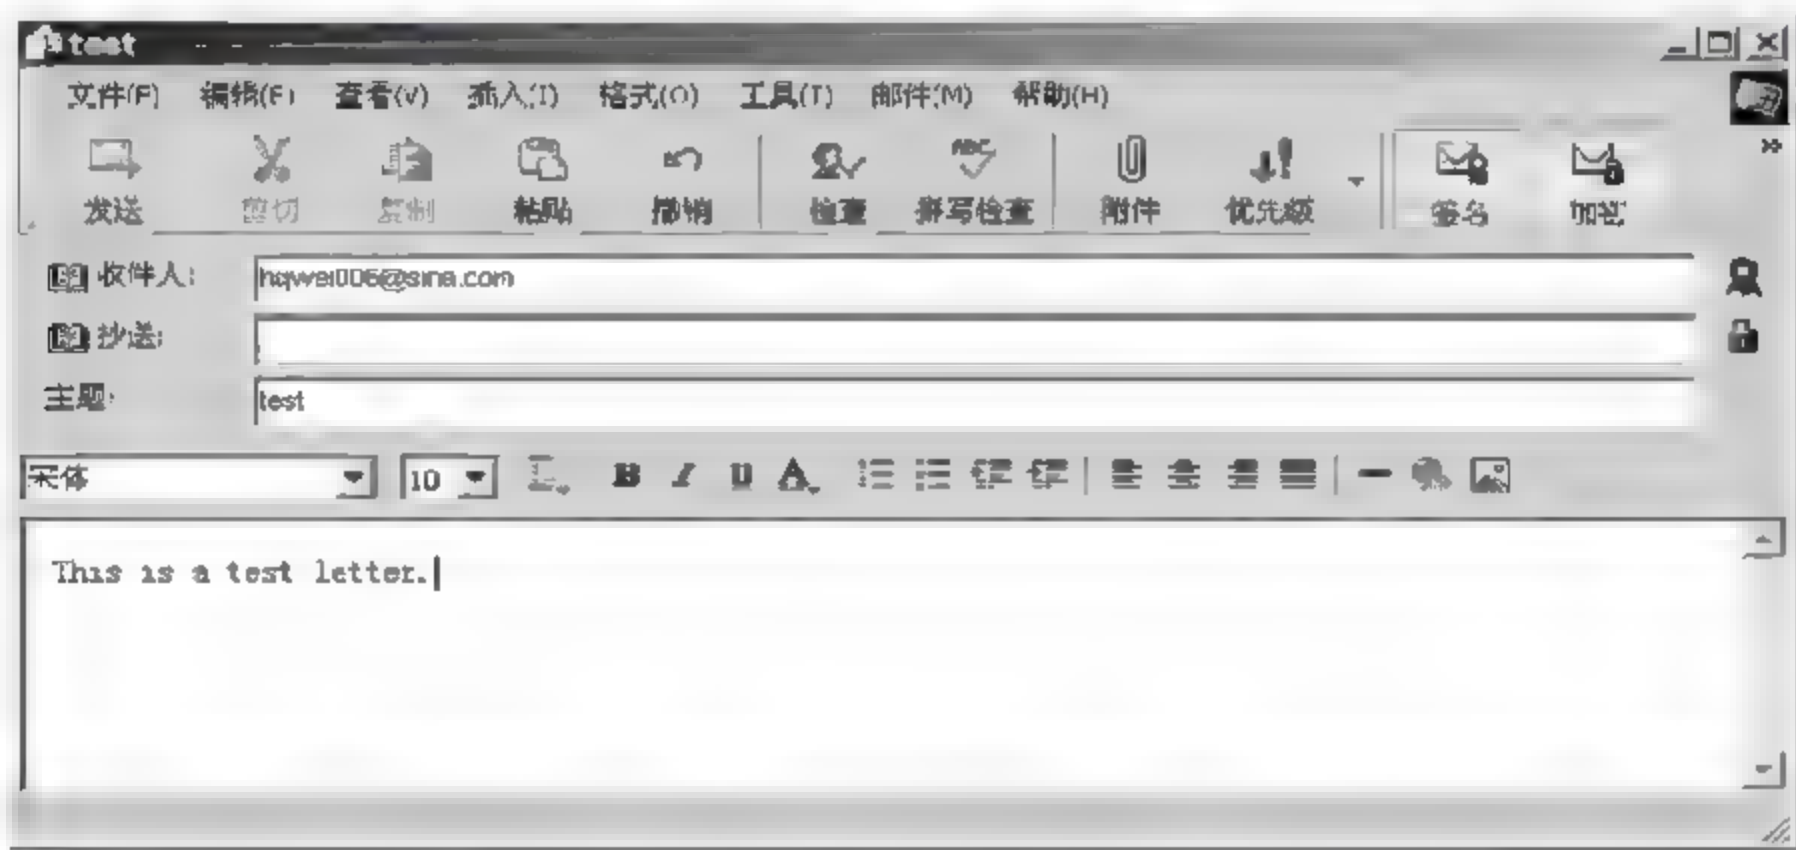 test
文件(F) 编辑(E) 查看(V) 插入(I) 格式(O) 工具(T) 邮件(M) 帮助(H)
ABC
发送 剪切 复制 粘贴 撤销 检查 拼写检查 附件 优先级 签名 加密
收件人: hqwei006@sina.com
抄送:
主题: test
宋体 10 B I U A
This is a test letter.